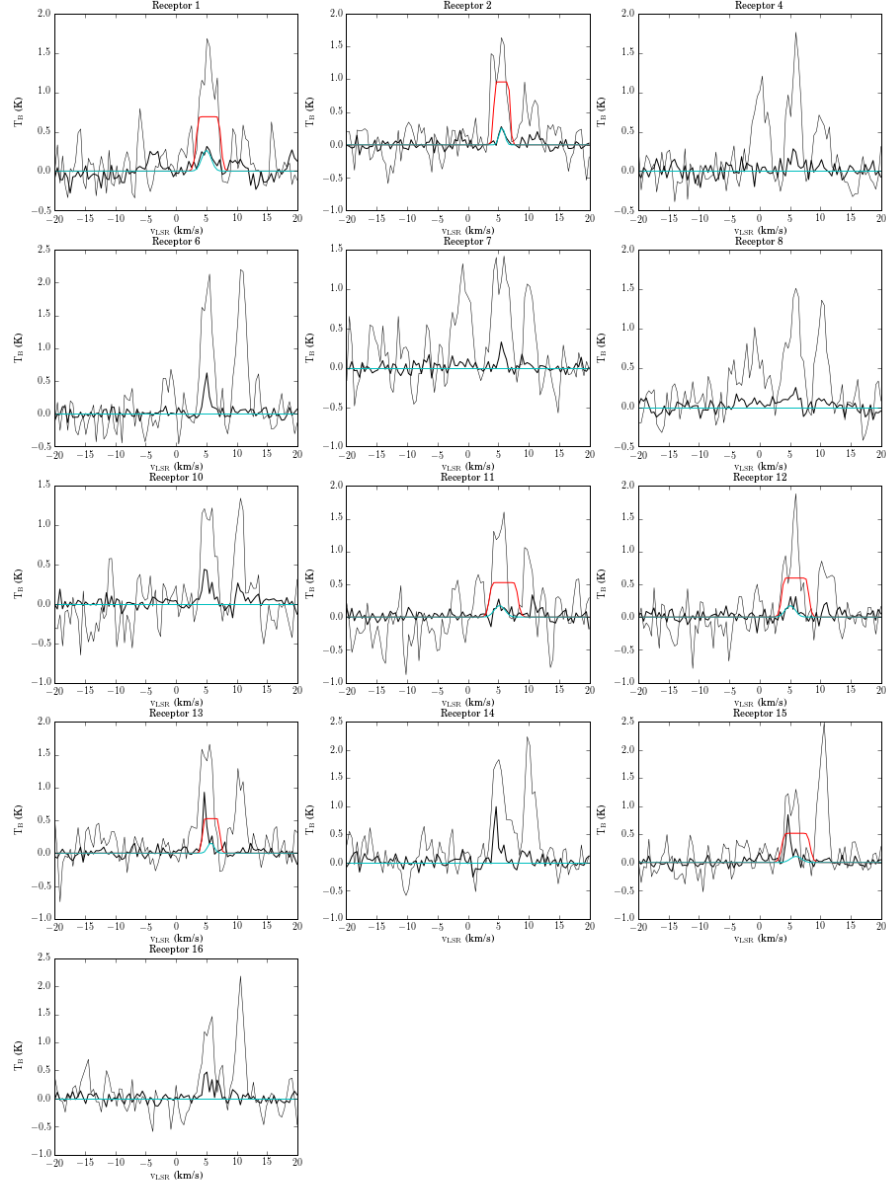 Receptor 1 Receptor 2 Receptor 4
2.0 2.0 2.0
1.5 1.5 1.5
1.0 1.0 1.0
0.5 0.5 0.5
0.0 0.0 0.0
−0.5 −0.5 −0.5
−1.0
T_B (K) T_B (K) T_B (K)
−20 −15 −10 −5 0 5 10 15 20 −20 −15 −10 −5 0 5 10 15 20 −20 −15 −10 −5 0 5 10 15 20
v_LSR (km/s) v_LSR (km/s) v_LSR (km/s)
Receptor 6 Receptor 7 Receptor 8
2.5 1.5 2.0
2.0 1.0 1.5
1.5 0.5 1.0
1.0 0.0 0.5
0.5 −0.5 0.0
0.0 −1.0 −0.5
−0.5
T_B (K) T_B (K) T_B (K)
−20 −15 −10 −5 0 5 10 15 20 −20 −15 −10 −5 0 5 10 15 20 −20 −15 −10 −5 0 5 10 15 20
v_LSR (km/s) v_LSR (km/s) v_LSR (km/s)
Receptor 10 Receptor 11 Receptor 12
1.5 2.0 2.0
1.0 1.5 1.5
0.5 1.0 1.0
0.0 0.5 0.5
−0.5 0.0 0.0
−1.0 −0.5 −0.5
−1.0 −1.0
T_B (K) T_B (K) T_B (K)
−20 −15 −10 −5 0 5 10 15 20 −20 −15 −10 −5 0 5 10 15 20 −20 −15 −10 −5 0 5 10 15 20
v_LSR (km/s) v_LSR (km/s) v_LSR (km/s)
Receptor 13 Receptor 14 Receptor 15
2.0 2.5 2.5
1.5 2.0 2.0
1.0 1.5 1.5
0.5 1.0 1.0
0.0 0.5 0.5
−0.5 0.0 0.0
−1.0 −0.5 −0.5
−1.0 −1.0
T_B (K) T_B (K) T_B (K)
−20 −15 −10 −5 0 5 10 15 20 −20 −15 −10 −5 0 5 10 15 20 −20 −15 −10 −5 0 5 10 15 20
v_LSR (km/s) v_LSR (km/s) v_LSR (km/s)
Receptor 16
2.5
2.0
1.5
1.0
0.5
0.0
−0.5
−1.0
T_B (K)
−20 −15 −10 −5 0 5 10 15 20
v_LSR (km/s)